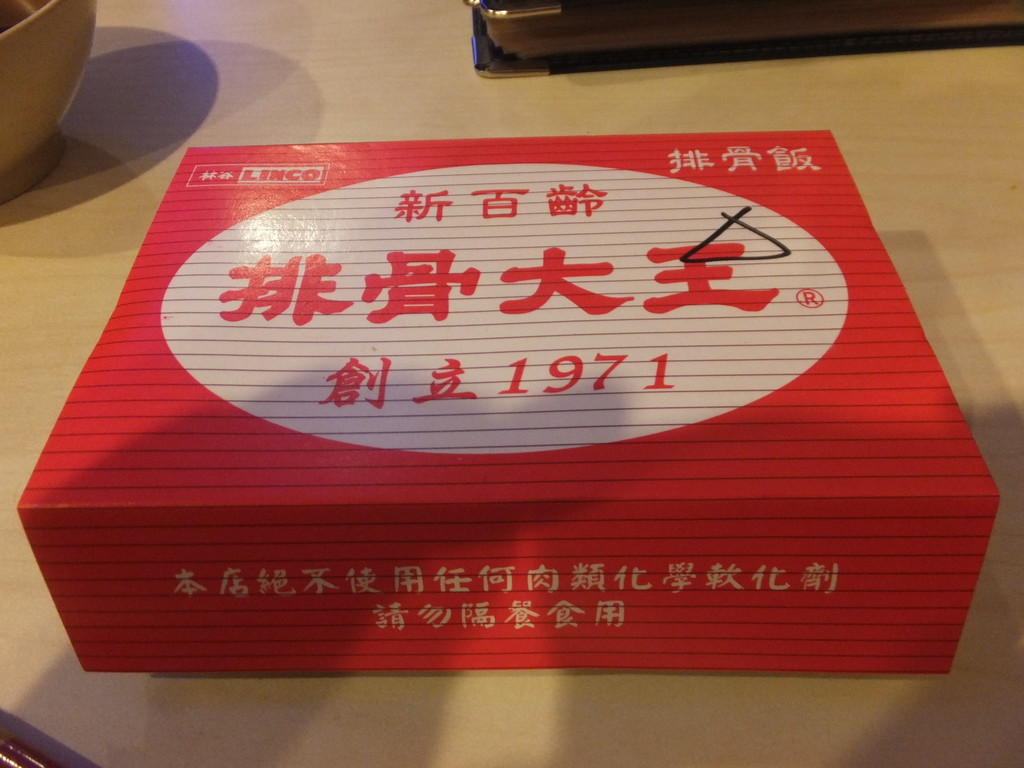 林谷 LINCO
排骨飯
新百齡
排骨大王®
創立1971
本店絕不使用任何肉類化學軟化劑
請勿隔餐食用